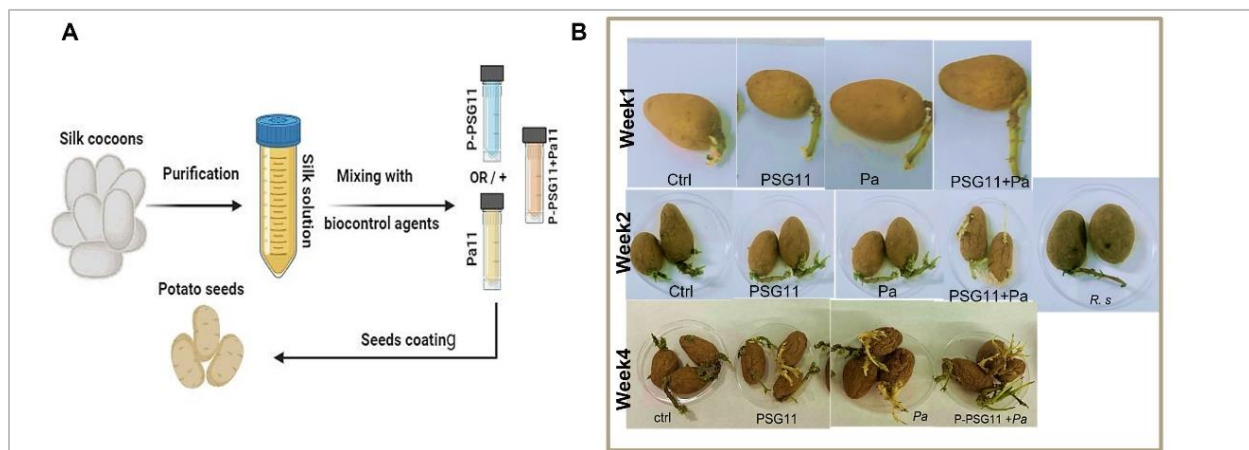 A
Silk cocoons
Purification
Silk solution
Mixing with
biocontrol agents
P-PSG11
OR / +
Pa11
P-PSG11+Pa11
Potato seeds
Seeds coating
B
Week1
Ctrl
PSG11
Pa
PSG11+Pa
Week2
Ctrl
PSG11
Pa
PSG11+Pa
R. s
Week4
ctrl
PSG11
Pa
P-PSG11 +Pa